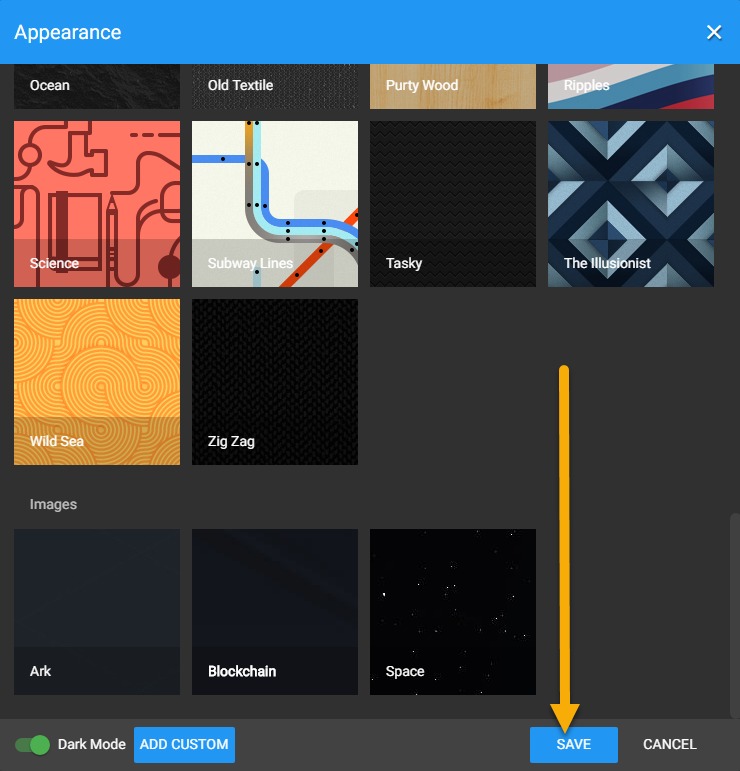 Appearance
Ocean
Old Textile
Purty Wood
Ripples
Science
Subway Lines
Tasky
The Illusionist
Wild Sea
Zig Zag
Images
Ark
Blockchain
Space
Dark Mode
ADD CUSTOM
SAVE
CANCEL